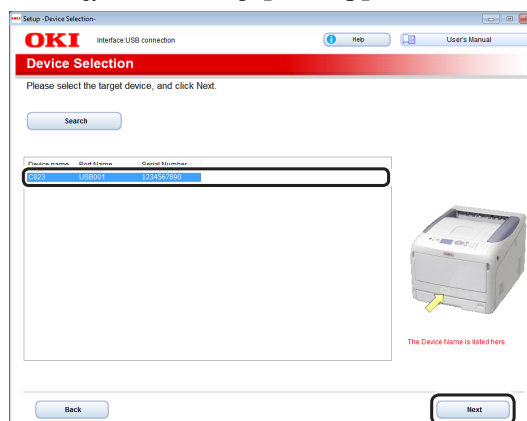 Setup -Device Selection-
OKI Interface:USB connection Help User's Manual
Device Selection
Please select the target device, and click Next.
Search
Device name Port Name Serial Number
C823 USB001 1234567890
The Device Name is listed here
Back Next